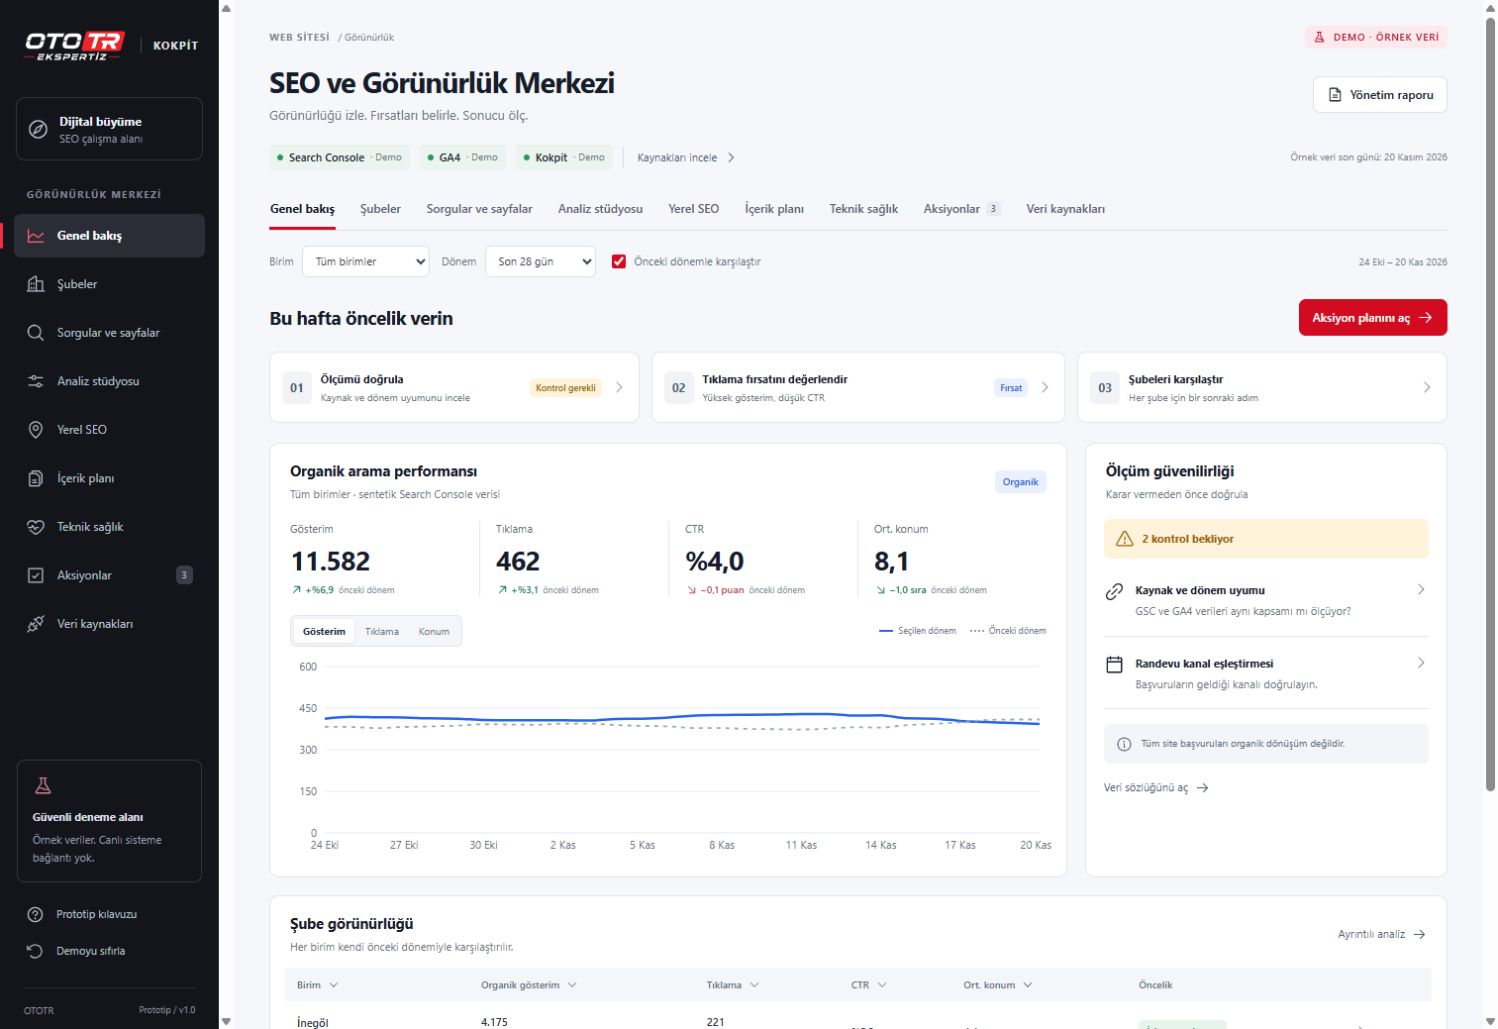 OTOTR
EKSPERTİZ
KOKPİT
Dijital büyüme
SEO çalışma alanı
GÖRÜNÜRLÜK MERKEZİ
Genel bakış
Şubeler
Sorgular ve sayfalar
Analiz stüdyosu
Yerel SEO
İçerik planı
Teknik sağlık
Aksiyonlar 3
Veri kaynakları
Güvenli deneme alanı
Örnek veriler. Canlı sisteme
bağlantı yok.
Prototip kılavuzu
Demoyu sıfırla
OTOTR Prototip / v1.0
WEB SİTESİ / Görünürlük
DEMO · ÖRNEK VERİ
SEO ve Görünürlük Merkezi
Yönetim raporu
Görünürlüğü izle. Fırsatları belirle. Sonucu ölç.
Search Console · Demo GA4 · Demo Kokpit · Demo Kaynakları incele
Örnek veri son günü: 20 Kasım 2026
Genel bakış Şubeler Sorgular ve sayfalar Analiz stüdyosu Yerel SEO İçerik planı Teknik sağlık Aksiyonlar 3 Veri kaynakları
Birim Tüm birimler Dönem Son 28 gün Önceki dönemle karşılaştır
24 Eki – 20 Kas 2026
Bu hafta öncelik verin
Aksiyon planını aç
01
Ölçümü doğrula
Kaynak ve dönem uyumunu incele
Kontrol gerekli
02
Tıklama fırsatını değerlendir
Yüksek gösterim, düşük CTR
Fırsat
03
Şubeleri karşılaştır
Her şube için bir sonraki adım
Organik arama performansı
Tüm birimler · sentetik Search Console verisi
Organik
Gösterim
11.582
+%6,9 önceki dönem
Tıklama
462
+%3,1 önceki dönem
CTR
%4,0
−0,1 puan önceki dönem
Ort. konum
8,1
−1,0 sıra önceki dönem
Gösterim Tıklama Konum
Seçilen dönem Önceki dönem
600
450
300
150
0
24 Eki 27 Eki 30 Eki 2 Kas 5 Kas 8 Kas 11 Kas 14 Kas 17 Kas 20 Kas
Ölçüm güvenilirliği
Karar vermeden önce doğrula
2 kontrol bekliyor
Kaynak ve dönem uyumu
GSC ve GA4 verileri aynı kapsamı mı ölçüyor?
Randevu kanal eşleştirmesi
Başvuruların geldiği kanalı doğrulayın.
Tüm site başvuruları organik dönüşüm değildir.
Veri sözlüğünü aç
Şube görünürlüğü
Her birim kendi önceki dönemiyle karşılaştırılır.
Ayrıntılı analiz
Birim Organik gösterim Tıklama CTR Ort. konum Öncelik
İnegöl 4.175 221